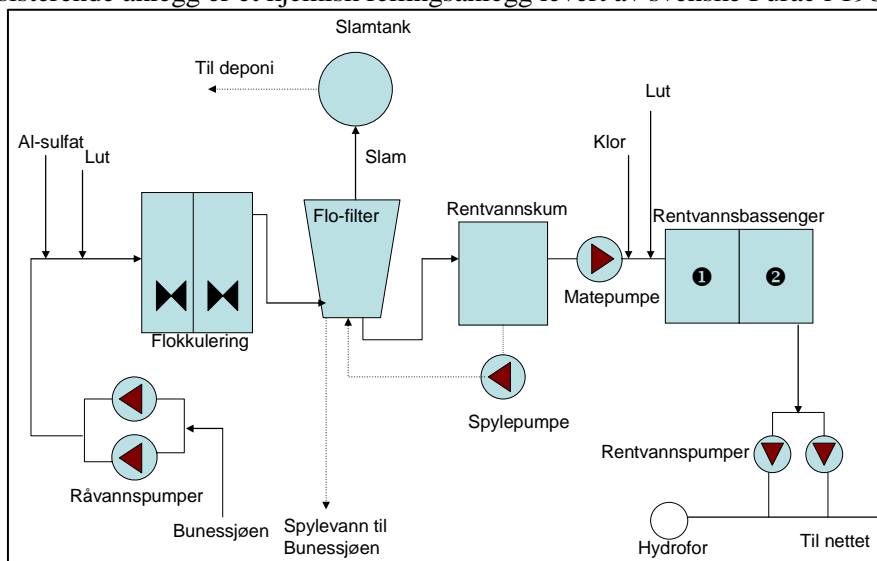 Slamtank
Til deponi
Lut
Al-sulfat
Lut
Klor
Slam
Flo-filter
Rentvannskum
Rentvannsbassenger
❶
❷
Matepumpe
Flokkulering
Spylepumpe
Rentvannspumper
Råvannspumper
Bunessjøen
Spylevann til
Bunessjøen
Hydrofor
Til nettet